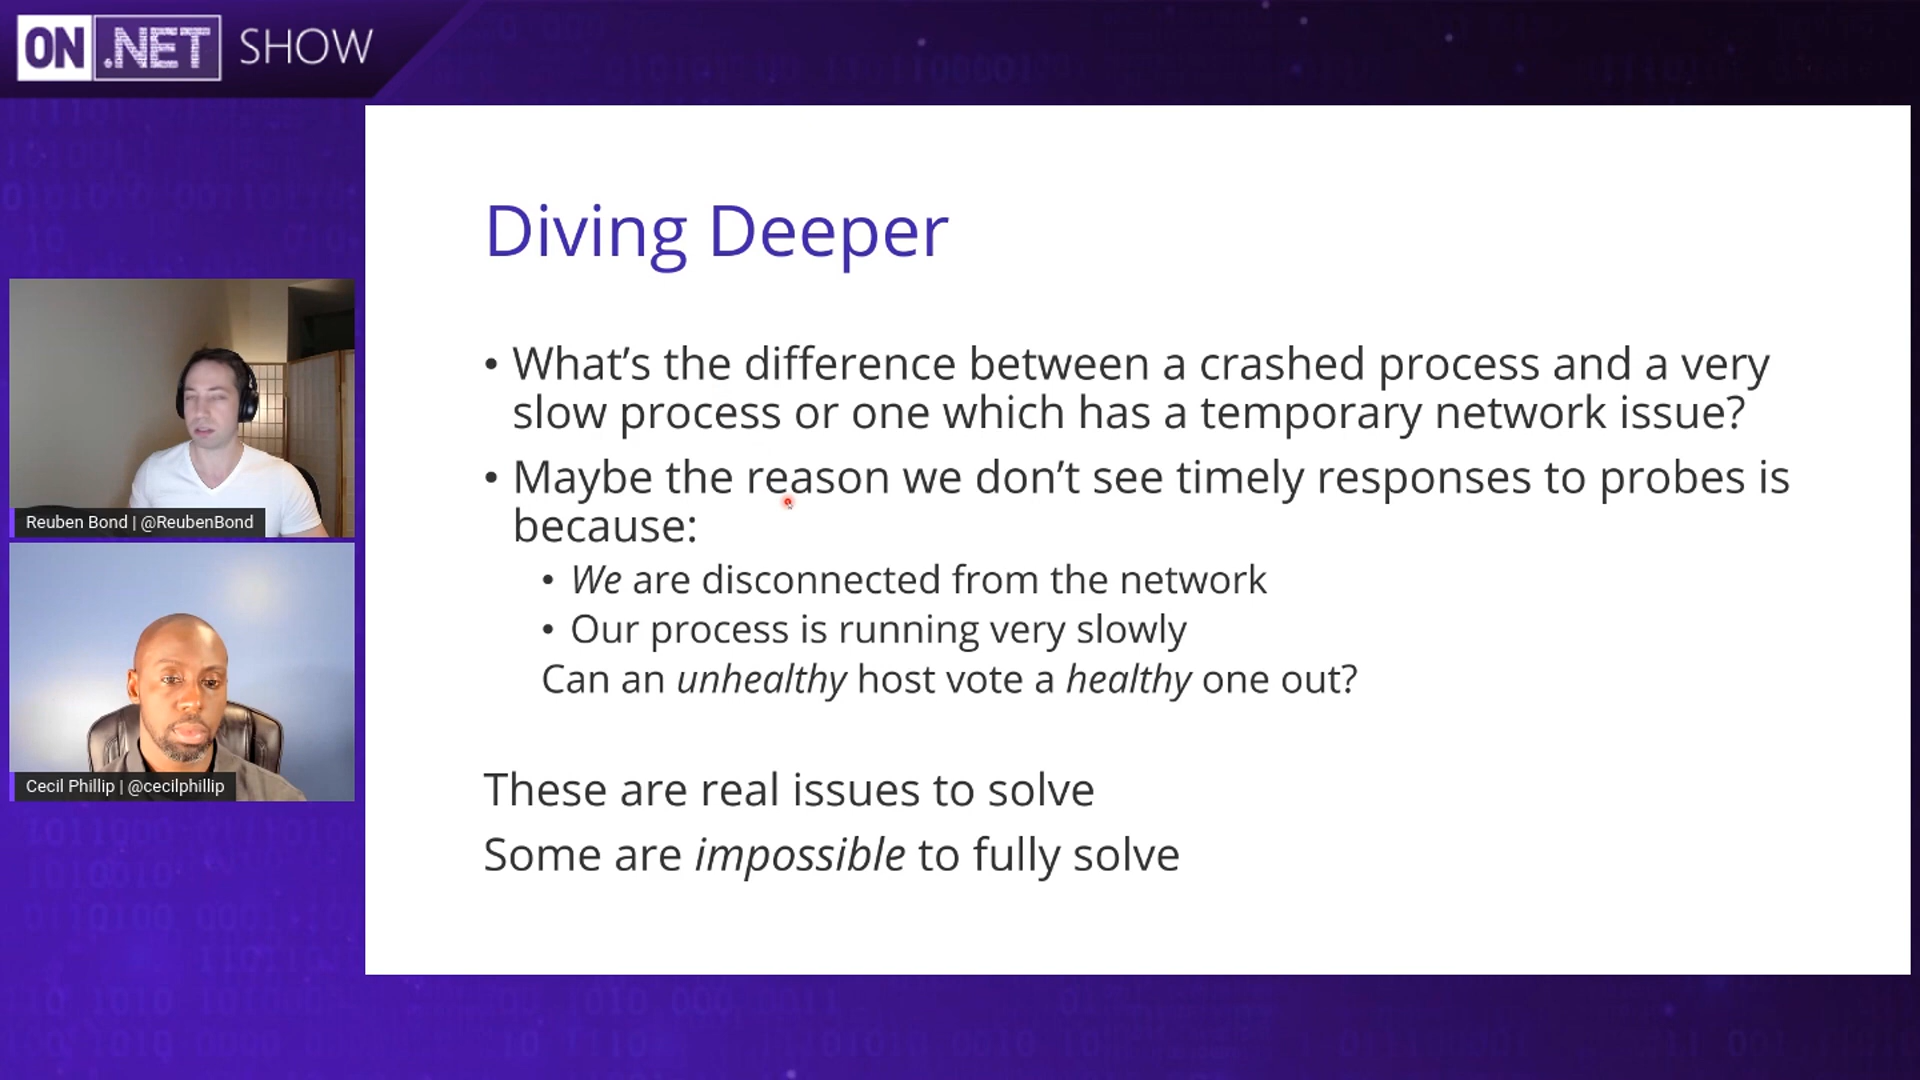 ON .NET SHOW
Diving Deeper
• What’s the difference between a crashed process and a very
slow process or one which has a temporary network issue?
• Maybe the reason we don’t see timely responses to probes is
because:
• We are disconnected from the network
• Our process is running very slowly
Can an unhealthy host vote a healthy one out?
These are real issues to solve
Some are impossible to fully solve
Reuben Bond | @ReubenBond
Cecil Phillip | @cecilphillip